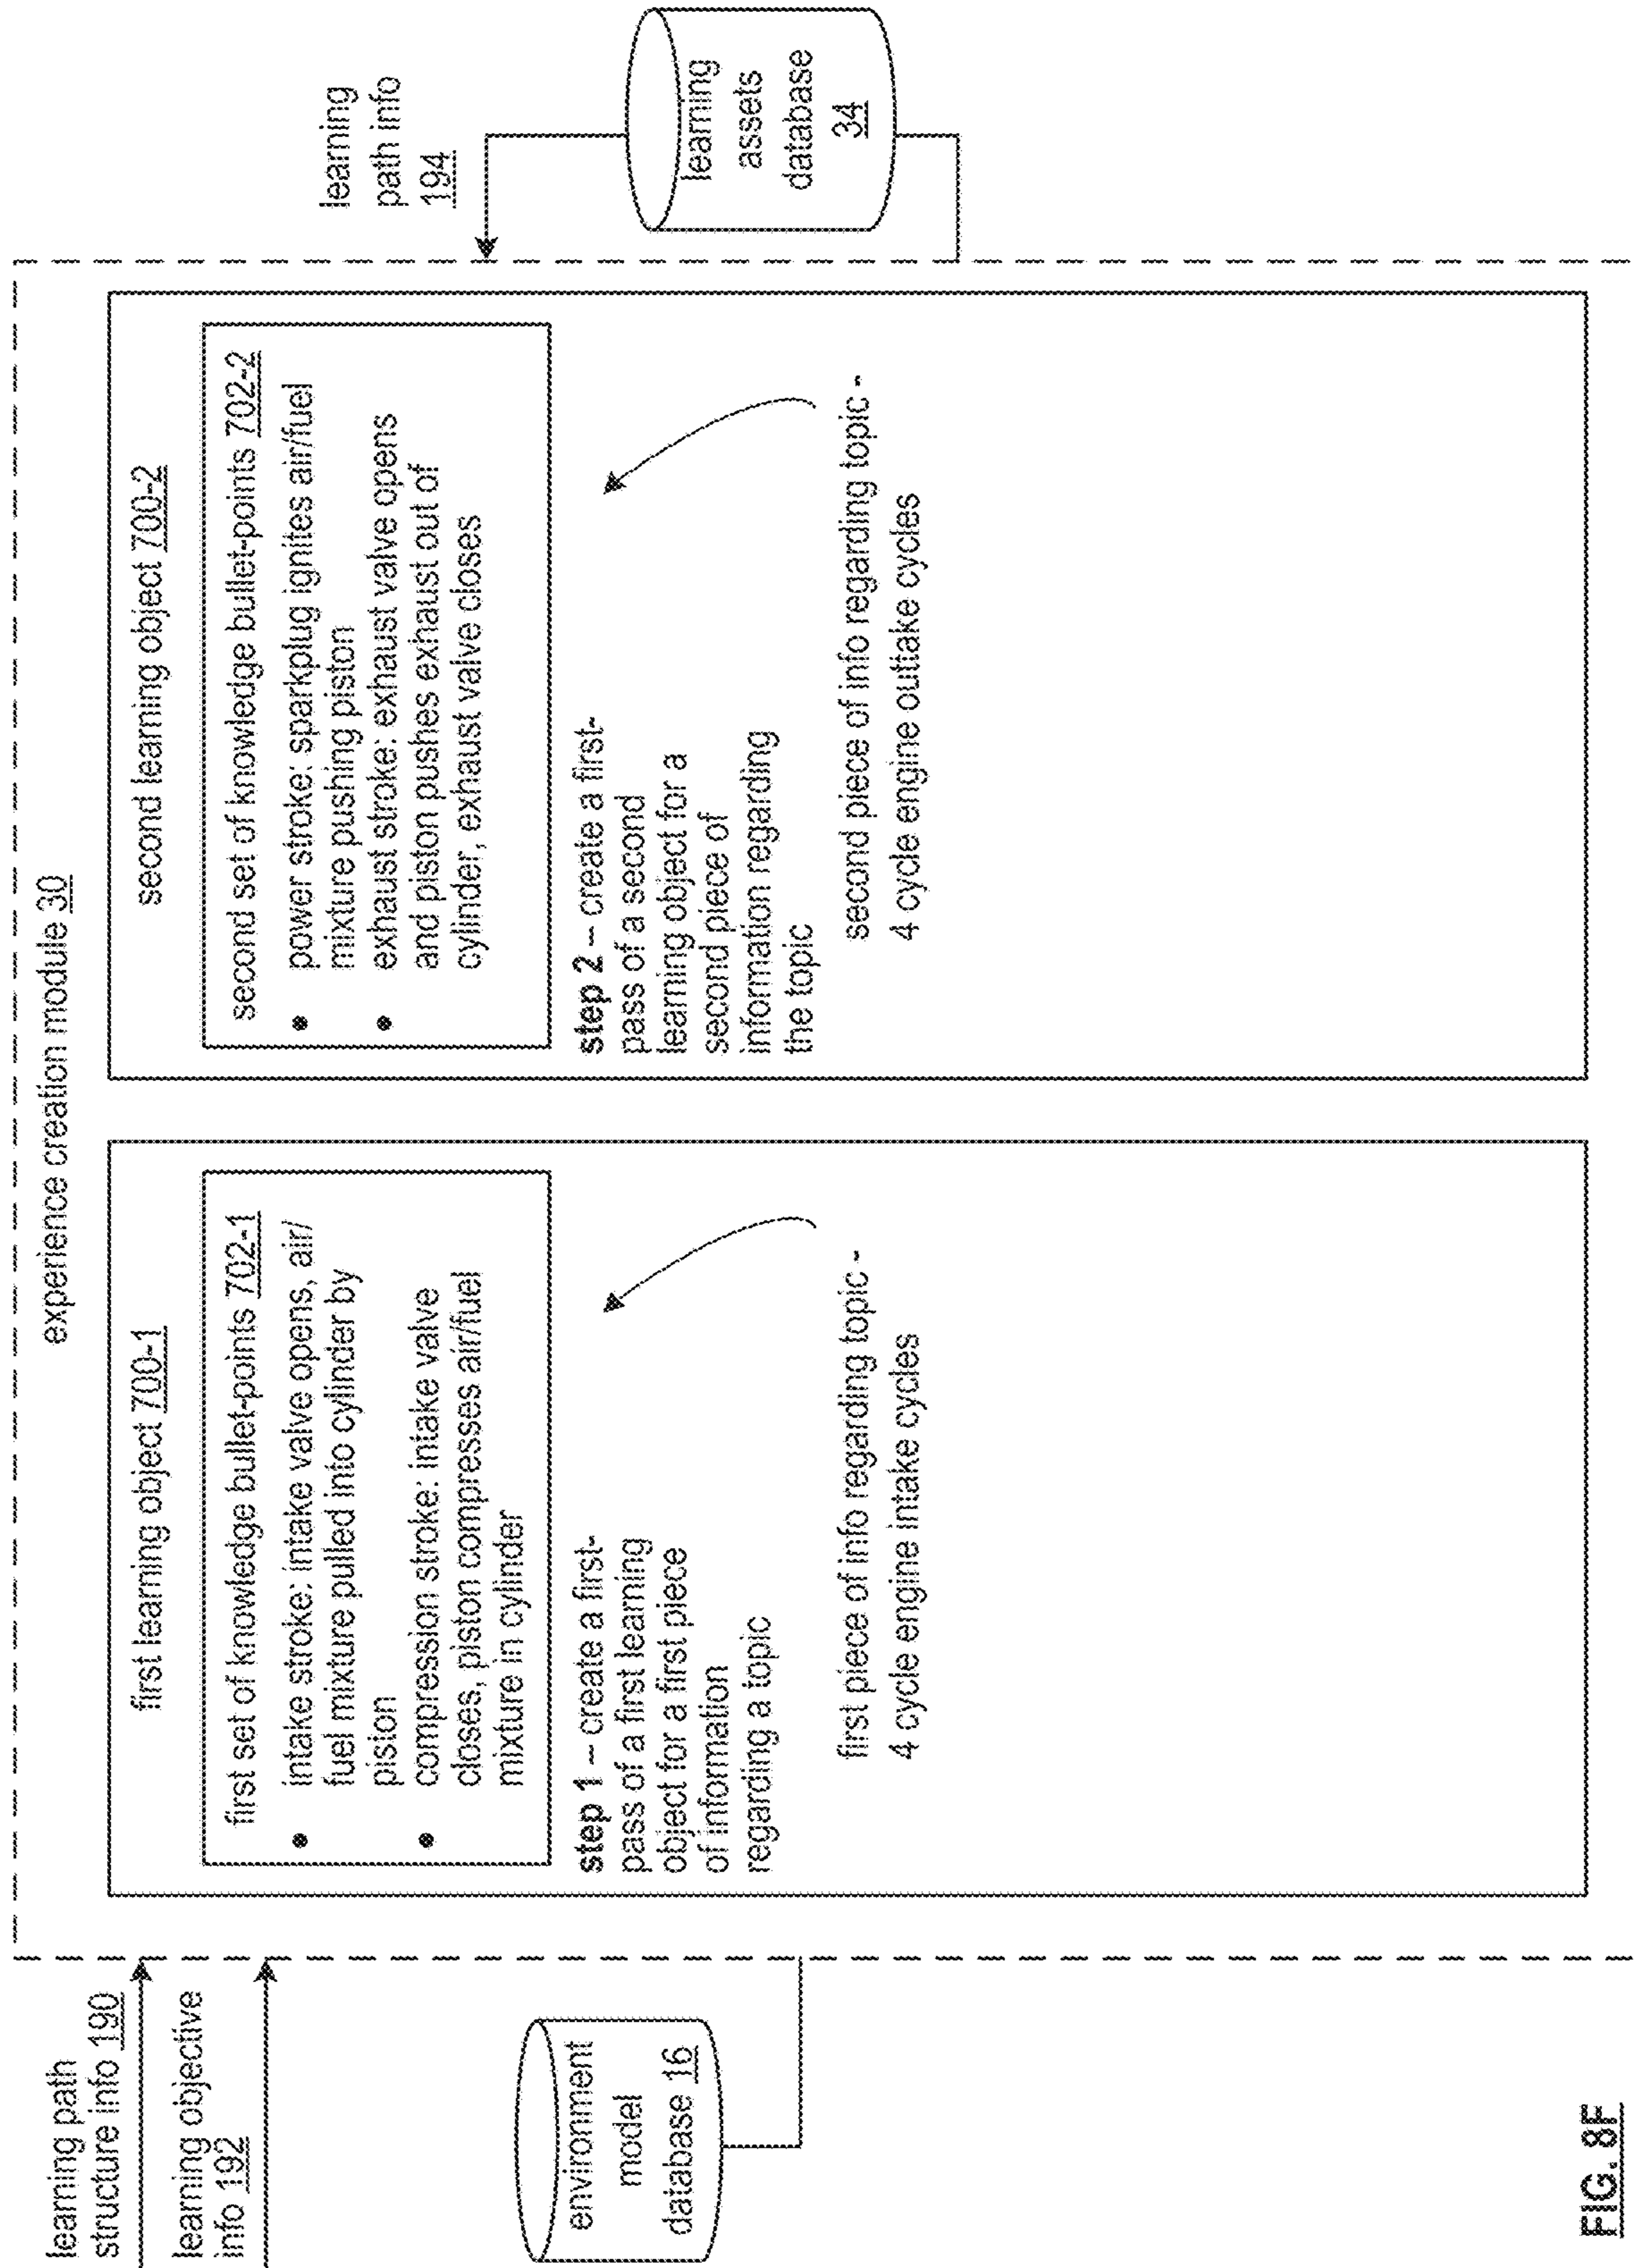 experience creation module 30
learning path
structure info 190
learning objective
info 192
environment
model
database 16
first learning object 700-1
first set of knowledge bullet-points 702-1
• intake stroke: intake valve opens, air/
fuel mixture pulled into cylinder by
piston
• compression stroke: intake valve
closes, piston compresses air/fuel
mixture in cylinder
step 1 – create a first-
pass of a first learning
object for a first piece
of information
regarding a topic
first piece of info regarding topic -
4 cycle engine intake cycles
second learning object 700-2
second set of knowledge bullet-points 702-2
• power stroke: sparkplug ignites air/fuel
mixture pushing piston
• exhaust stroke: exhaust valve opens
and piston pushes exhaust out of
cylinder, exhaust valve closes
step 2 – create a first-
pass of a second
learning object for a
second piece of
information regarding
the topic
second piece of info regarding topic -
4 cycle engine outtake cycles
learning
path info
194
learning
assets
database
34
FIG. 8F